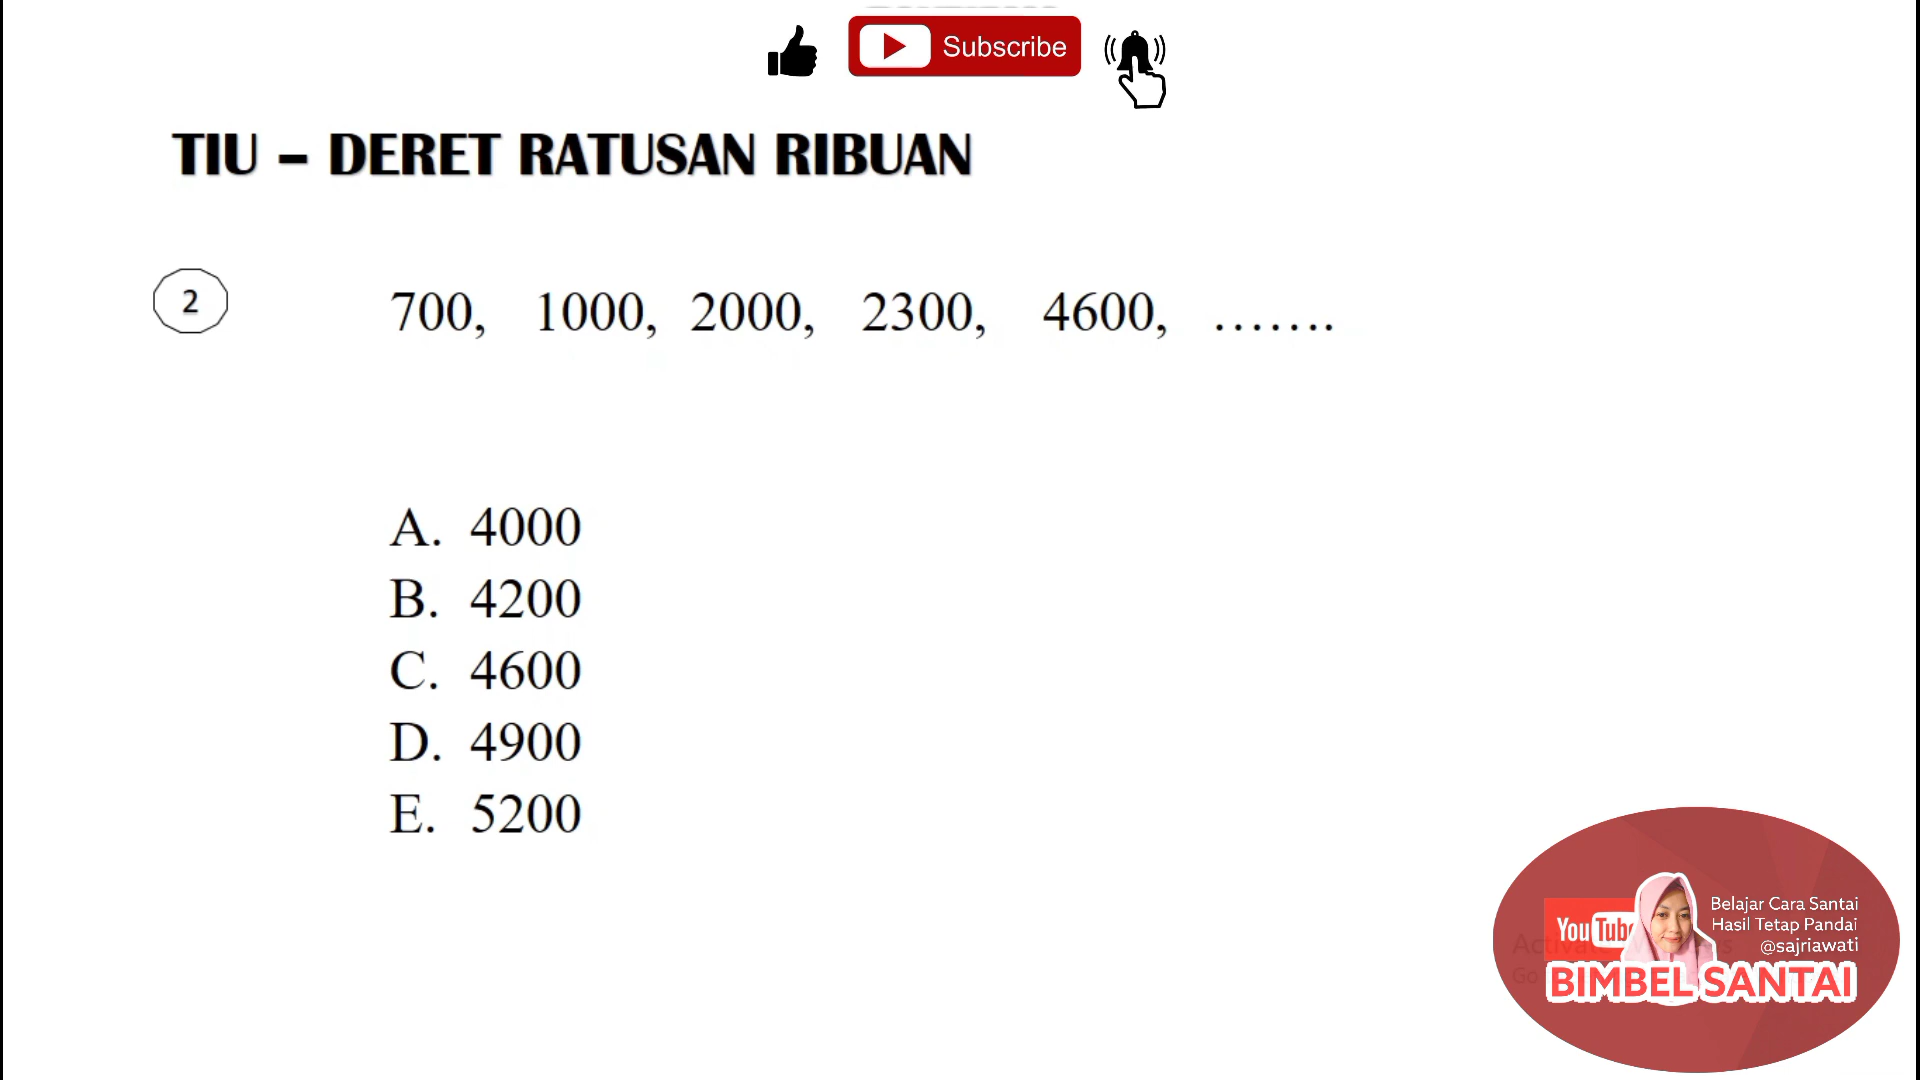 Subscribe
TIU – DERET RATUSAN RIBUAN
2
700, 1000, 2000, 2300, 4600, …….
A. 4000
B. 4200
C. 4600
D. 4900
E. 5200
Belajar Cara Santai
Hasil Tetap Pandai
@sajriawati
YouTube
BIMBEL SANTAI